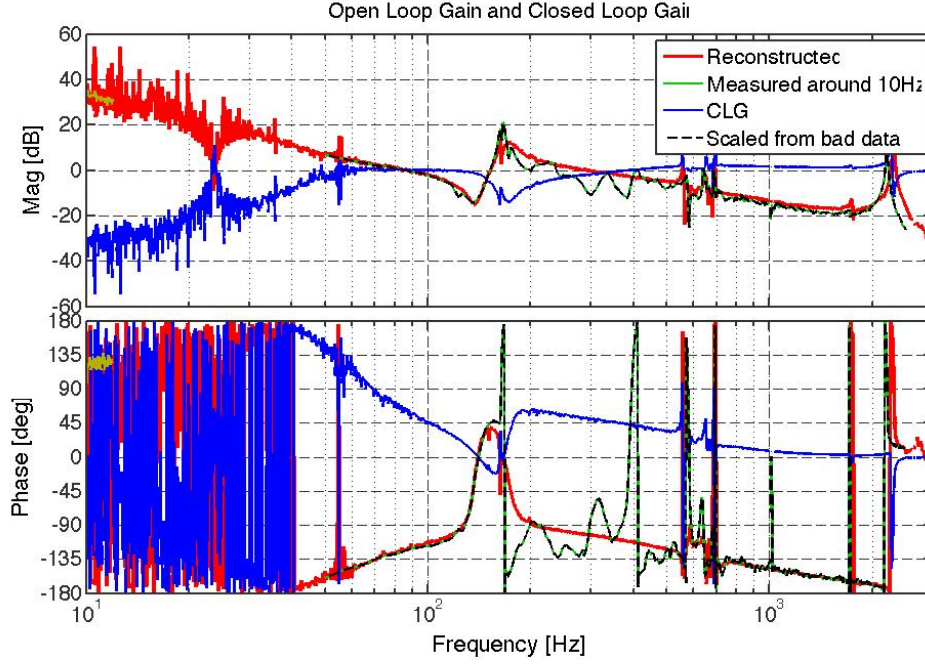 Open Loop Gain and Closed Loop Gaii
60
40
20
0
-20
-40
-60
Mag [dB]
Reconstructec
Measured around 10Hz
CLG
Scaled from bad data
180
135
90
45
0
-45
-90
-135
-180
Phase [deg]
10^1
10^2
10^3
Frequency [Hz]